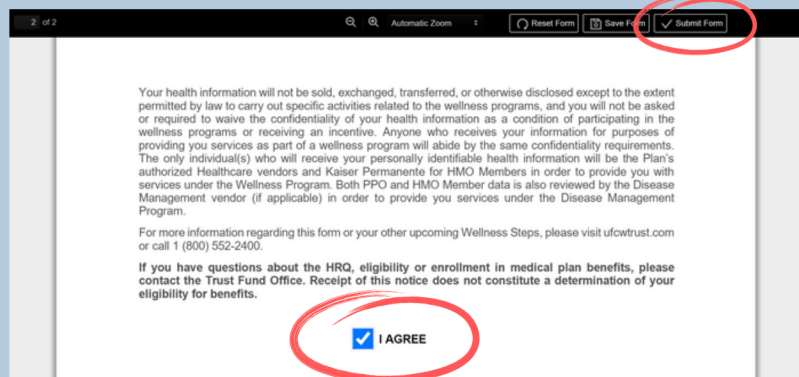 2 of 2 Automatic Zoom Reset Form Save Form Submit Form
Your health information will not be sold, exchanged, transferred, or otherwise disclosed except to the extent
permitted by law to carry out specific activities related to the wellness programs, and you will not be asked
or required to waive the confidentiality of your health information as a condition of participating in the
wellness programs or receiving an incentive. Anyone who receives your information for purposes of
providing you services as part of a wellness program will abide by the same confidentiality requirements.
The only individual(s) who will receive your personally identifiable health information will be the Plan's
authorized Healthcare vendors and Kaiser Permanente for HMO Members in order to provide you with
services under the Wellness Program. Both PPO and HMO Member data is also reviewed by the Disease
Management vendor (if applicable) in order to provide you services under the Disease Management
Program.
For more information regarding this form or your other upcoming Wellness Steps, please visit ufcwtrust.com
or call 1 (800) 552-2400.
If you have questions about the HRQ, eligibility or enrollment in medical plan benefits, please
contact the Trust Fund Office. Receipt of this notice does not constitute a determination of your
eligibility for benefits.
I AGREE